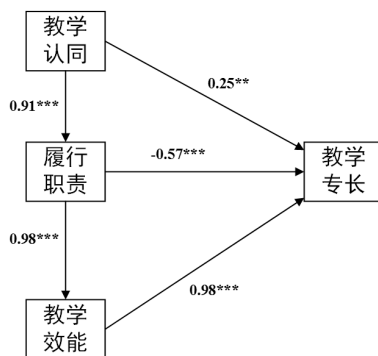 教学
认同
0.25**
0.91***
履行
职责
-0.57***
教学
专长
0.98***
0.98***
教学
效能